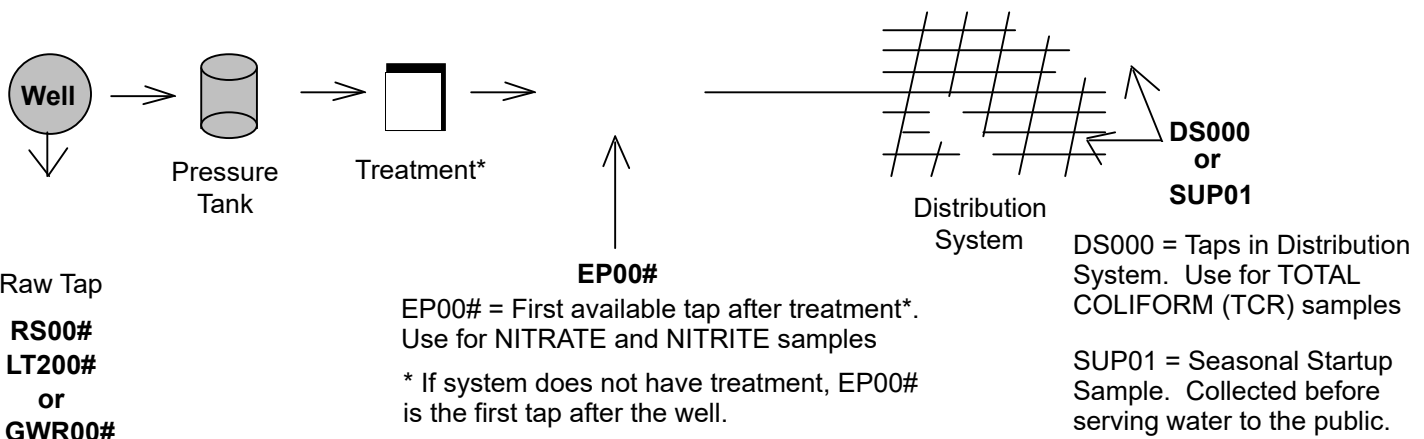 Well
Pressure
Tank
Treatment*
Distribution
System
DS000
or
SUP01
Raw Tap
RS00#
LT200#
or
GWR00#
EP00#
EP00# = First available tap after treatment*.
Use for NITRATE and NITRITE samples
* If system does not have treatment, EP00#
is the first tap after the well.
DS000 = Taps in Distribution
System. Use for TOTAL
COLIFORM (TCR) samples
SUP01 = Seasonal Startup
Sample. Collected before
serving water to the public.